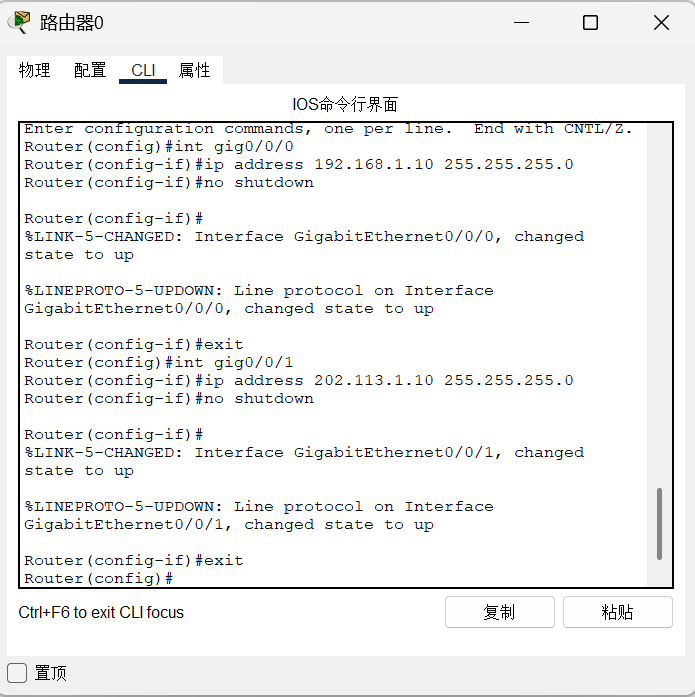 路由器0
物理 配置 CLI 属性
IOS命令行界面
Enter configuration commands, one per line.  End with CNTL/Z.
Router(config)#int gig0/0/0
Router(config-if)#ip address 192.168.1.10 255.255.255.0
Router(config-if)#no shutdown
Router(config-if)#
%LINK-5-CHANGED: Interface GigabitEthernet0/0/0, changed
state to up
%LINEPROTO-5-UPDOWN: Line protocol on Interface
GigabitEthernet0/0/0, changed state to up
Router(config-if)#exit
Router(config)#int gig0/0/1
Router(config-if)#ip address 202.113.1.10 255.255.255.0
Router(config-if)#no shutdown
Router(config-if)#
%LINK-5-CHANGED: Interface GigabitEthernet0/0/1, changed
state to up
%LINEPROTO-5-UPDOWN: Line protocol on Interface
GigabitEthernet0/0/1, changed state to up
Router(config-if)#exit
Router(config)#
Ctrl+F6 to exit CLI focus 复制 粘贴
置顶